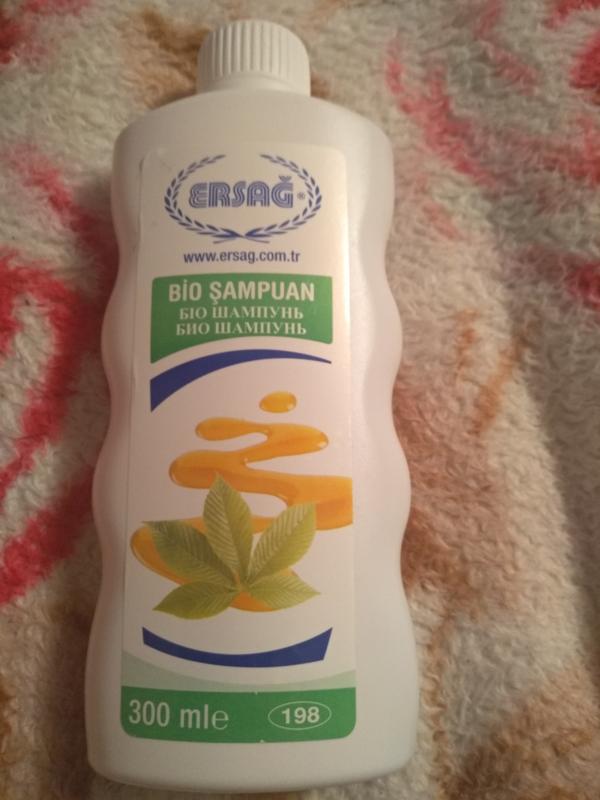 ERSAĞ ®
www.ersag.com.tr
BİO ŞAMPUAN
БІО ШАМПУНЬ
БИО ШАМПУНЬ
300 mle
198